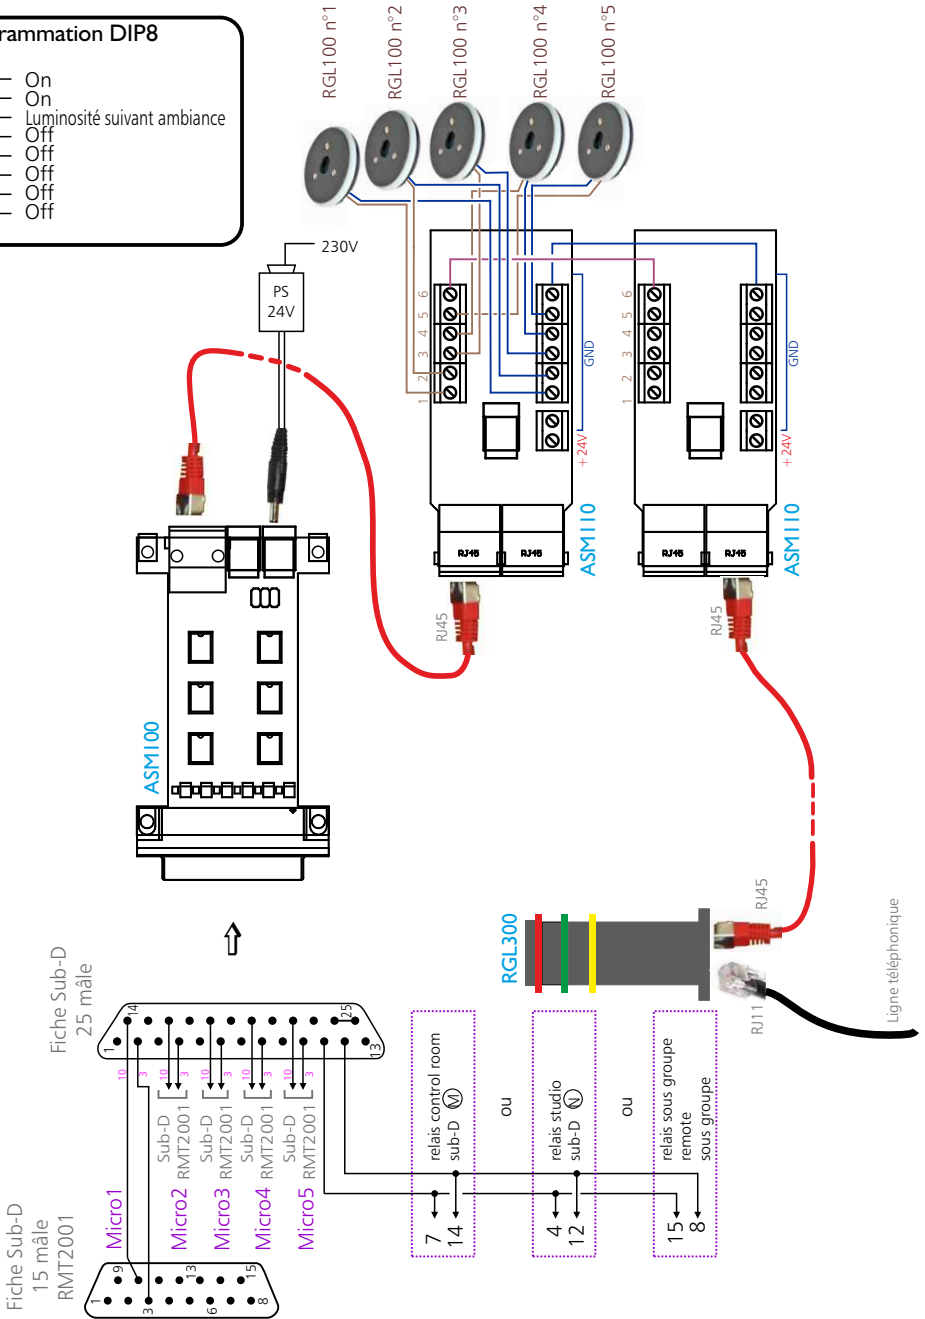 rammation DIP8
On
On
Luminosité suivant ambiance
Off
Off
Off
Off
Off
RGL100 n°1
RGL100 n°2
RGL100 n°3
RGL100 n°4
RGL100 n°5
230V
PS
24V
6
5
4
3
2
1
GND
+24V
RJ45
RJ45
ASM110
RJ45
6
5
4
3
2
1
GND
+24V
RJ45
RJ45
ASM110
RJ45
ASM100
RGL300
RJ45
RJ11
Ligne téléphonique
Fiche Sub-D
25 mâle
14
25
1
13
10
3
10
3
10
3
10
3
10
3
Sub-D
RMT2001
Sub-D
RMT2001
Sub-D
RMT2001
Sub-D
RMT2001
Micro1
Micro2
Micro3
Micro4
Micro5
Fiche Sub-D
15 mâle
RMT2001
9
13
15
1
3
6
8
relais control room
sub-D M
7
14
ou
relais studio
sub-D N
4
12
ou
relais sous groupe
remote
sous groupe
15
8